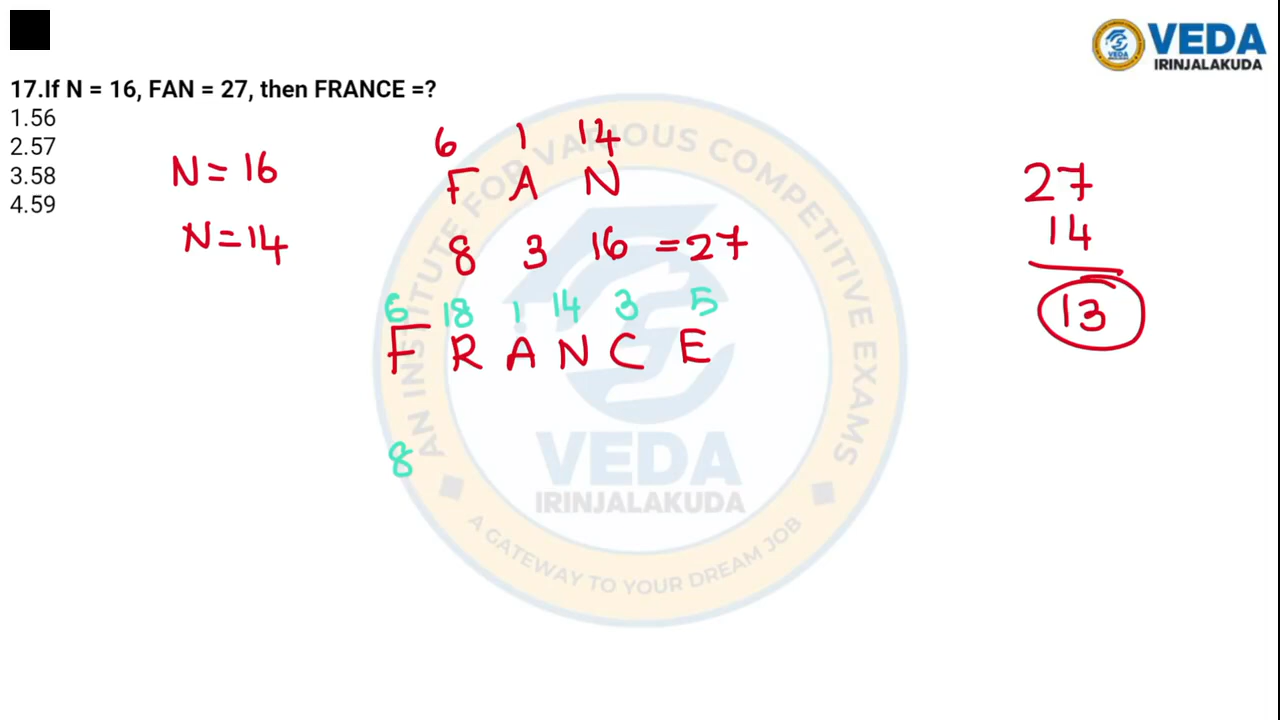 VEDA
IRINJALAKUDA
17.If N = 16, FAN = 27, then FRANCE =?
1.56
2.57
3.58
4.59
N = 16
N = 14
6 1 14
F A N
8 3 16 = 27
27
14
13
6 18 1 14 3 5
F R A N C E
8
AN INSTITUTE FOR VARIOUS COMPETITIVE EXAMS
VEDA
IRINJALAKUDA
A GATEWAY TO YOUR DREAM JOB